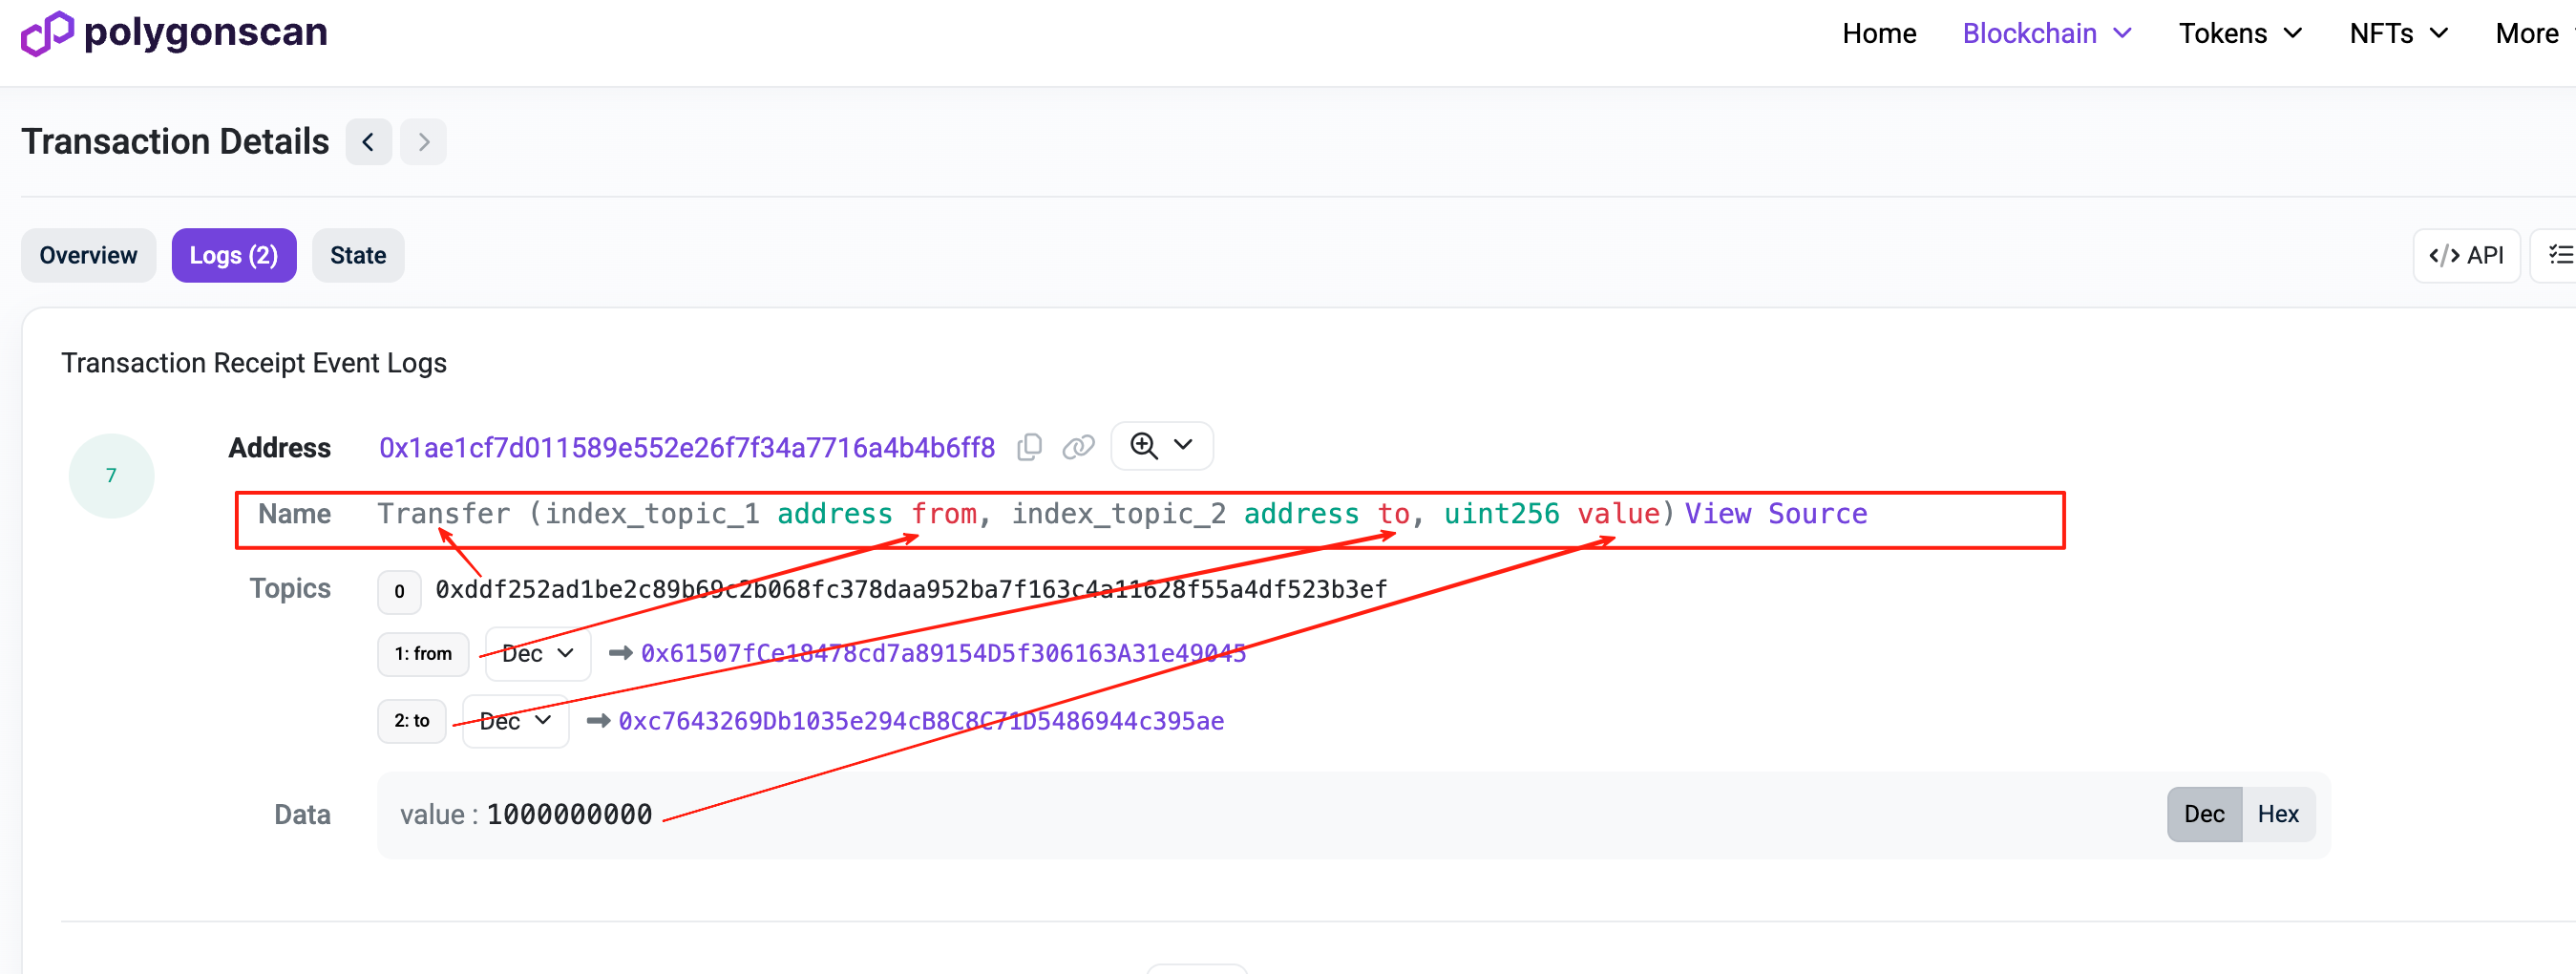 polygonscan
Home Blockchain Tokens NFTs More
Transaction Details
Overview Logs (2) State
</> API
Transaction Receipt Event Logs
7
Address 0x1ae1cf7d011589e552e26f7f34a7716a4b4b6ff8
Name Transfer (index_topic_1 address from, index_topic_2 address to, uint256 value) View Source
Topics 0 0xddf252ad1be2c89b69c2b068fc378daa952ba7f163c4a11628f55a4df523b3ef
1: from Dec 0x61507fCe18478cd7a89154D5f306163A31e49045
2: to Dec 0xc7643269Db1035e294cB8C8C71D5486944c395ae
Data value : 1000000000 Dec Hex